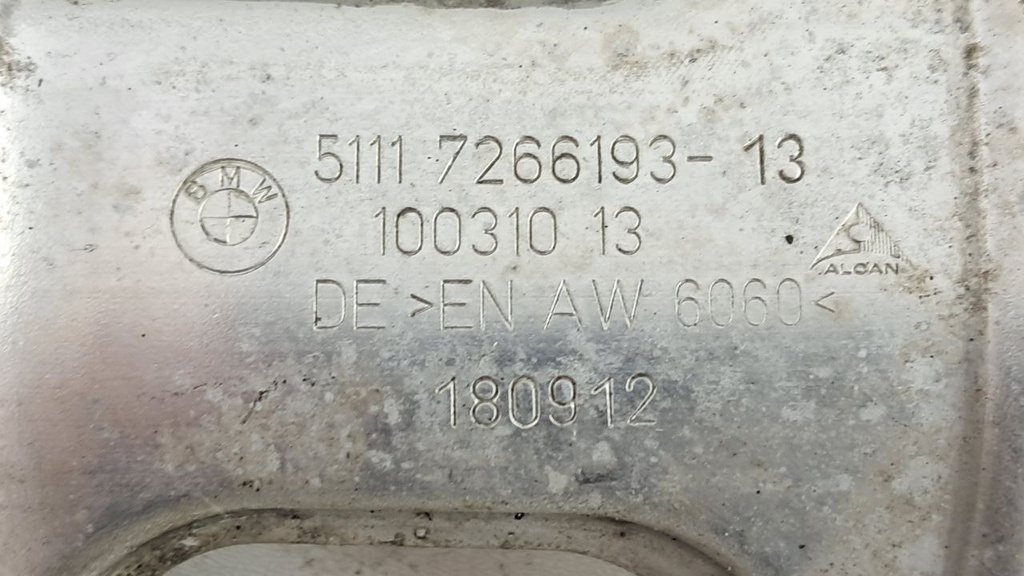 BMW
5111 7266193-13
100310 13
ALCAN
DE >EN AW 6060<
180912